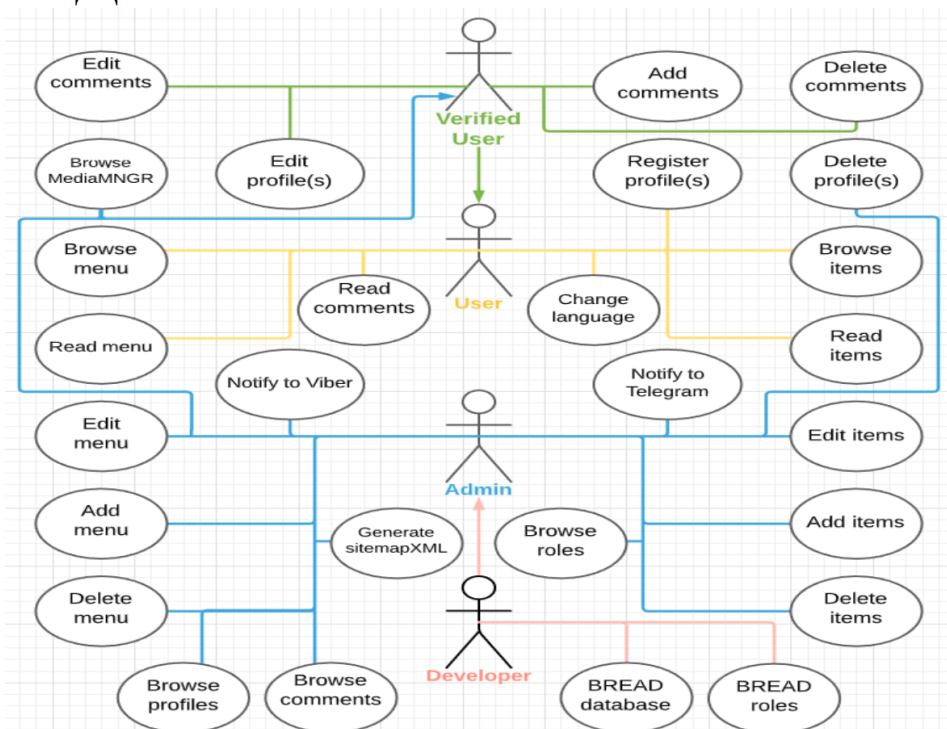 Edit
comments
Add
comments
Delete
comments
Verified
User
Browse
MediaMNGR
Edit
profile(s)
Register
profile(s)
Delete
profile(s)
Browse
menu
Read
comments
User
Change
language
Browse
items
Read menu
Read
items
Notify to Viber
Notify to
Telegram
Edit
menu
Admin
Edit items
Add
menu
Generate
sitemapXML
Browse
roles
Add items
Delete
menu
Delete
items
Developer
Browse
profiles
Browse
comments
BREAD
database
BREAD
roles